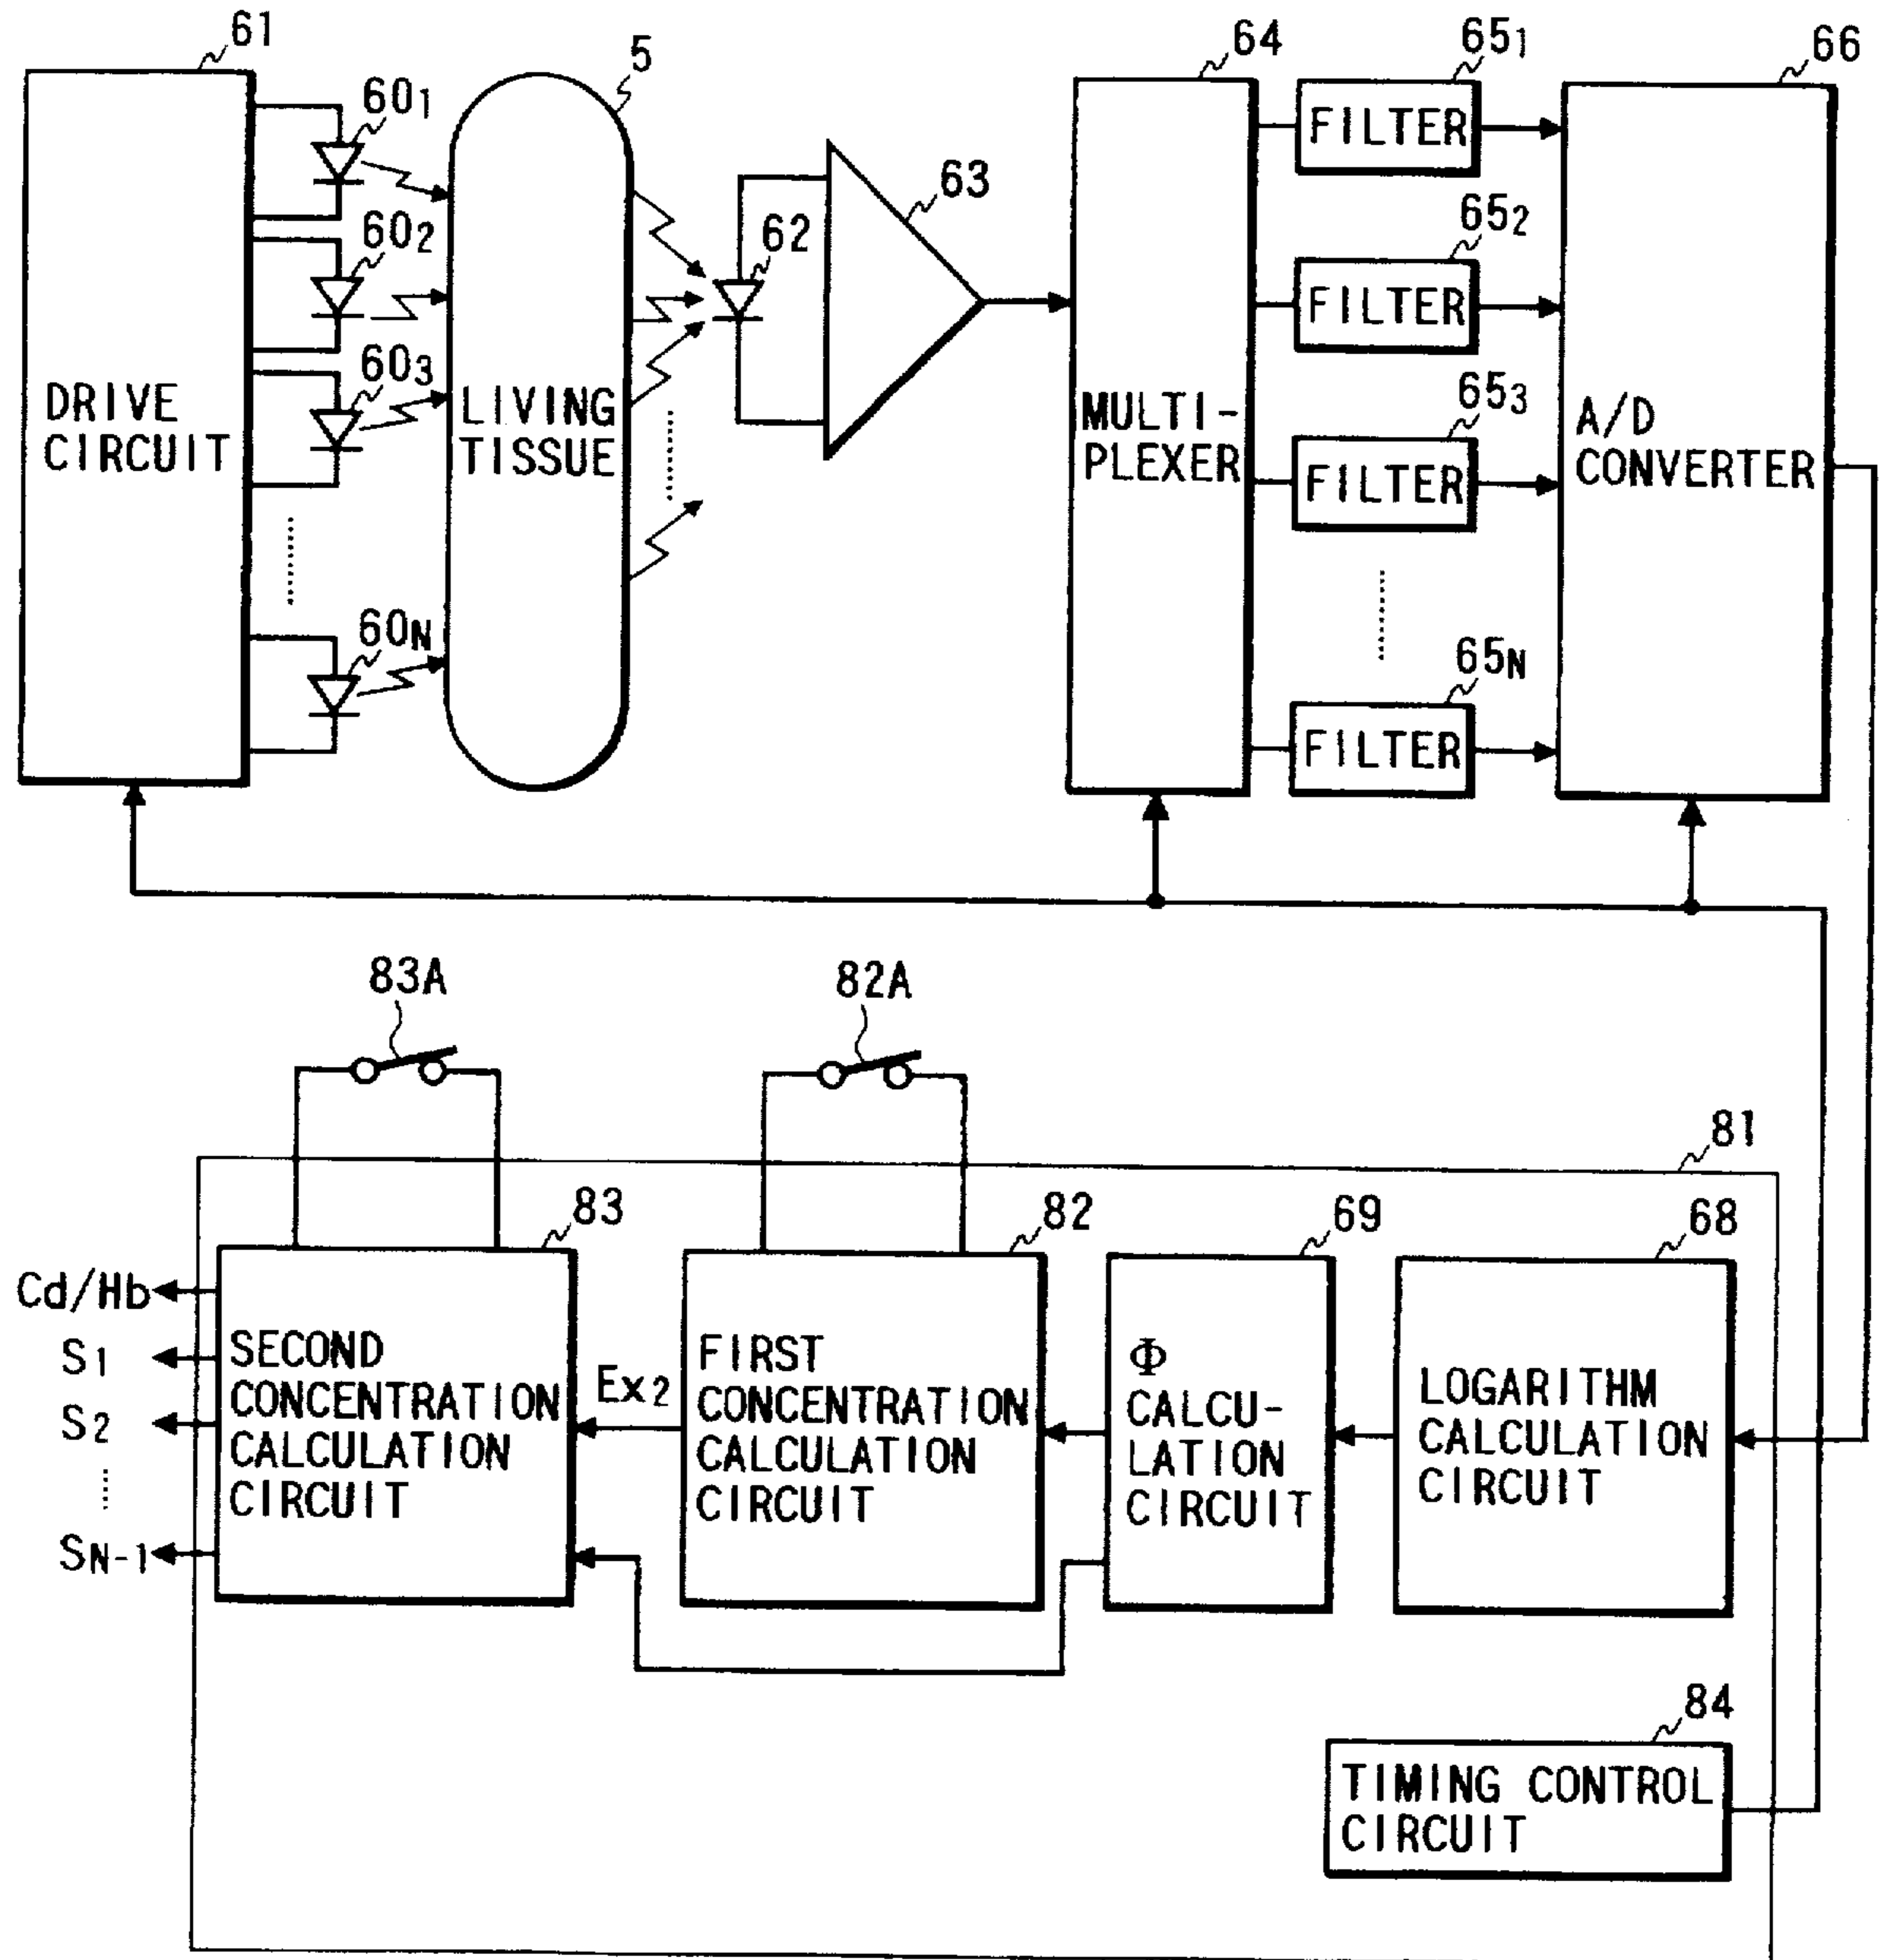 61
5
64
65₁
66
60₁
FILTER
63
60₂
62
65₂
FILTER
60₃
65₃
DRIVE
CIRCUIT
LIVING
TISSUE
MULTI-
PLEXER
FILTER
A/D
CONVERTER
60N
65N
FILTER
83A
82A
81
83
82
69
68
Cd/Hb
S1
S2
SN-1
SECOND
CONCENTRATION
CALCULATION
CIRCUIT
Ex2
FIRST
CONCENTRATION
CALCULATION
CIRCUIT
Φ
CALCU-
LATION
CIRCUIT
LOGARITHM
CALCULATION
CIRCUIT
84
TIMING CONTROL
CIRCUIT